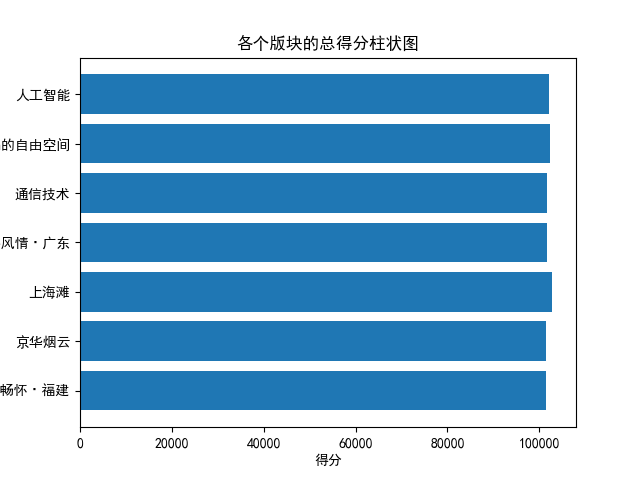 各个版块的总得分柱状图
人工智能
的自由空间
通信技术
风情·广东
上海滩
京华烟云
畅怀·福建
0 20000 40000 60000 80000 100000
得分